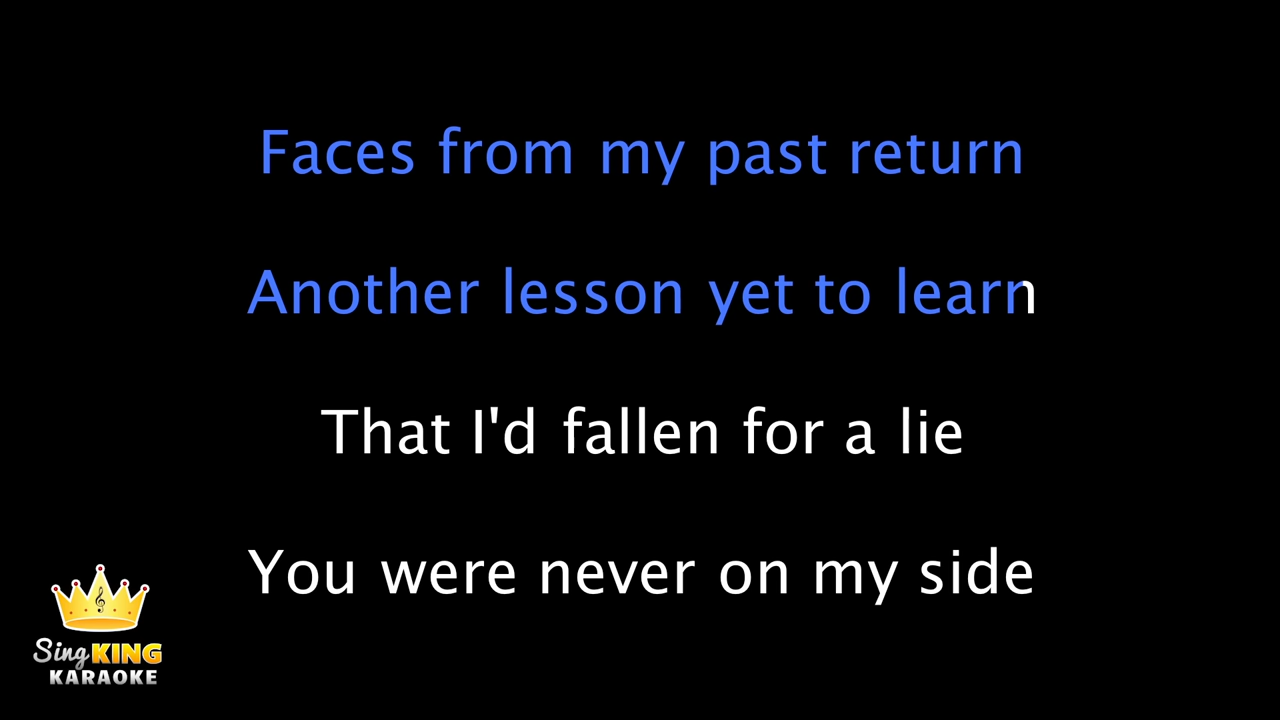 Faces from my past return
Another lesson yet to learn
That I'd fallen for a lie
You were never on my side
Sing KING
KARAOKE